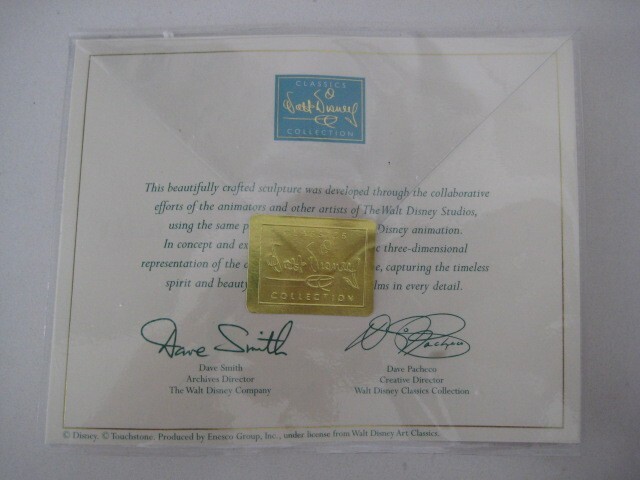 CLASSICS
Walt Disney
COLLECTION
This beautifully crafted sculpture was developed through the collaborative
efforts of the animators and other artists of The Walt Disney Studios,
using the same p Disney animation.
In concept and ex three-dimensional
representation of the c e, capturing the timeless
spirit and beauty lms in every detail.
Walt Disney
COLLECTION
Dave Smith
D Pacheco
Dave Smith
Archives Director
The Walt Disney Company
Dave Pacheco
Creative Director
Walt Disney Classics Collection
© Disney. © Touchstone. Produced by Enesco Group, Inc., under license from Walt Disney Art Classics.